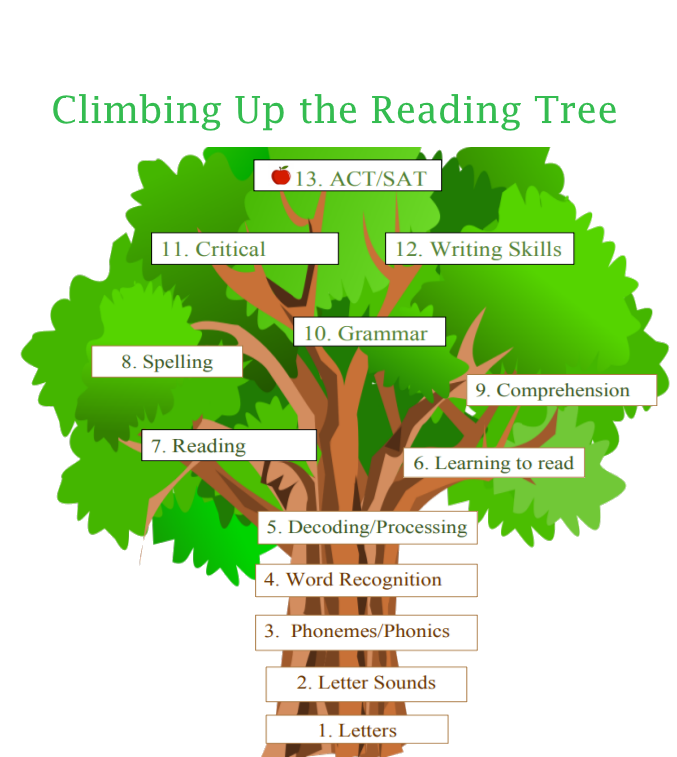 Climbing Up the Reading Tree
13. ACT/SAT
11. Critical
12. Writing Skills
10. Grammar
8. Spelling
9. Comprehension
7. Reading
6. Learning to read
5. Decoding/Processing
4. Word Recognition
3. Phonemes/Phonics
2. Letter Sounds
1. Letters